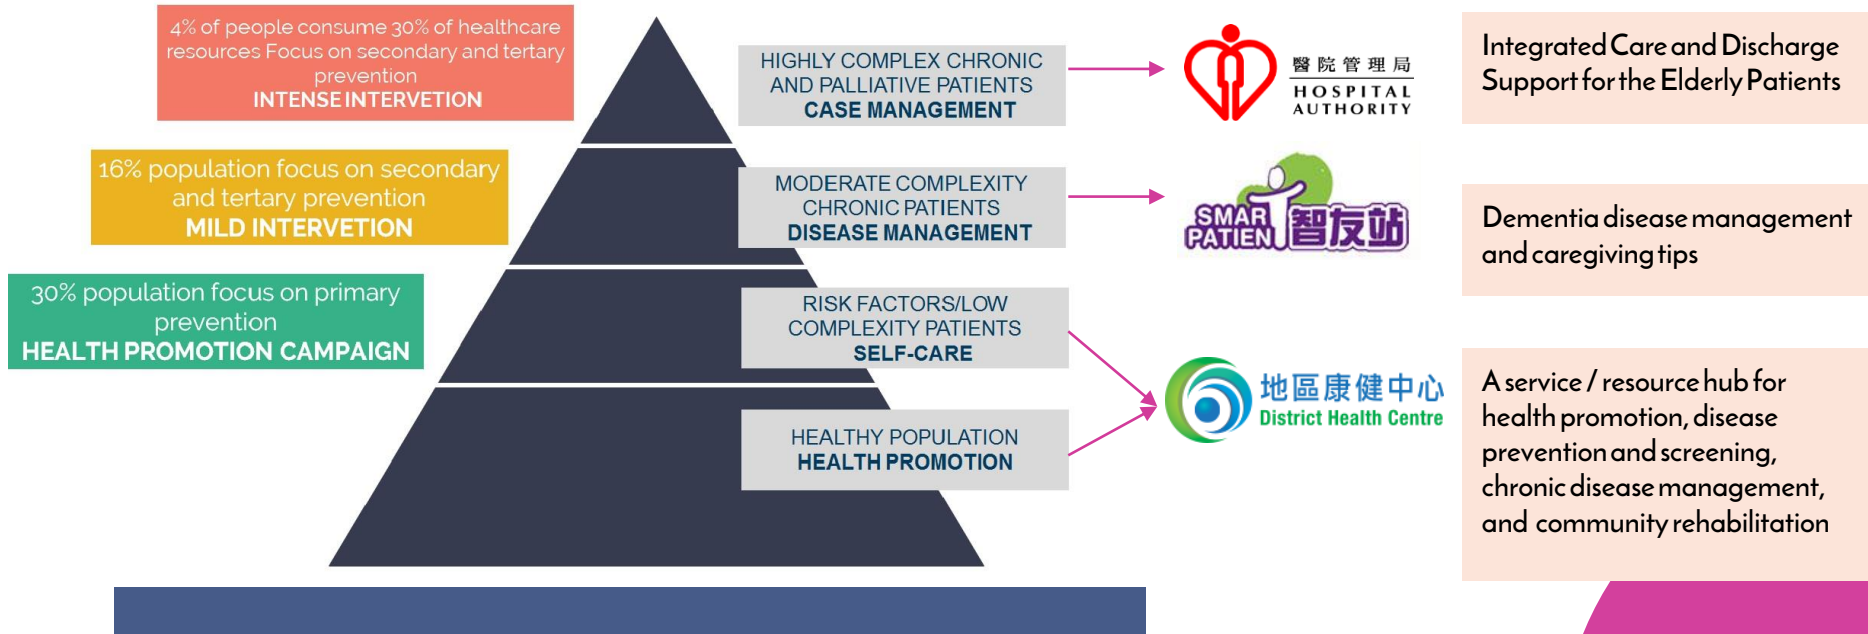 4% of people consume 30% of healthcare
resources Focus on secondary and tertary
prevention
INTENSE INTERVETION
16% population focus on secondary
and tertary prevention
MILD INTERVETION
30% population focus on primary
prevention
HEALTH PROMOTION CAMPAIGN
HIGHLY COMPLEX CHRONIC
AND PALLIATIVE PATIENTS
CASE MANAGEMENT
MODERATE COMPLEXITY
CHRONIC PATIENTS
DISEASE MANAGEMENT
RISK FACTORS/LOW
COMPLEXITY PATIENTS
SELF-CARE
HEALTHY POPULATION
HEALTH PROMOTION
醫院管理局
HOSPITAL
AUTHORITY
SMART
PATIENT
智友站
地區康健中心
District Health Centre
Integrated Care and Discharge
Support for the Elderly Patients
Dementia disease management
and caregiving tips
A service / resource hub for
health promotion, disease
prevention and screening,
chronic disease management,
and community rehabilitation